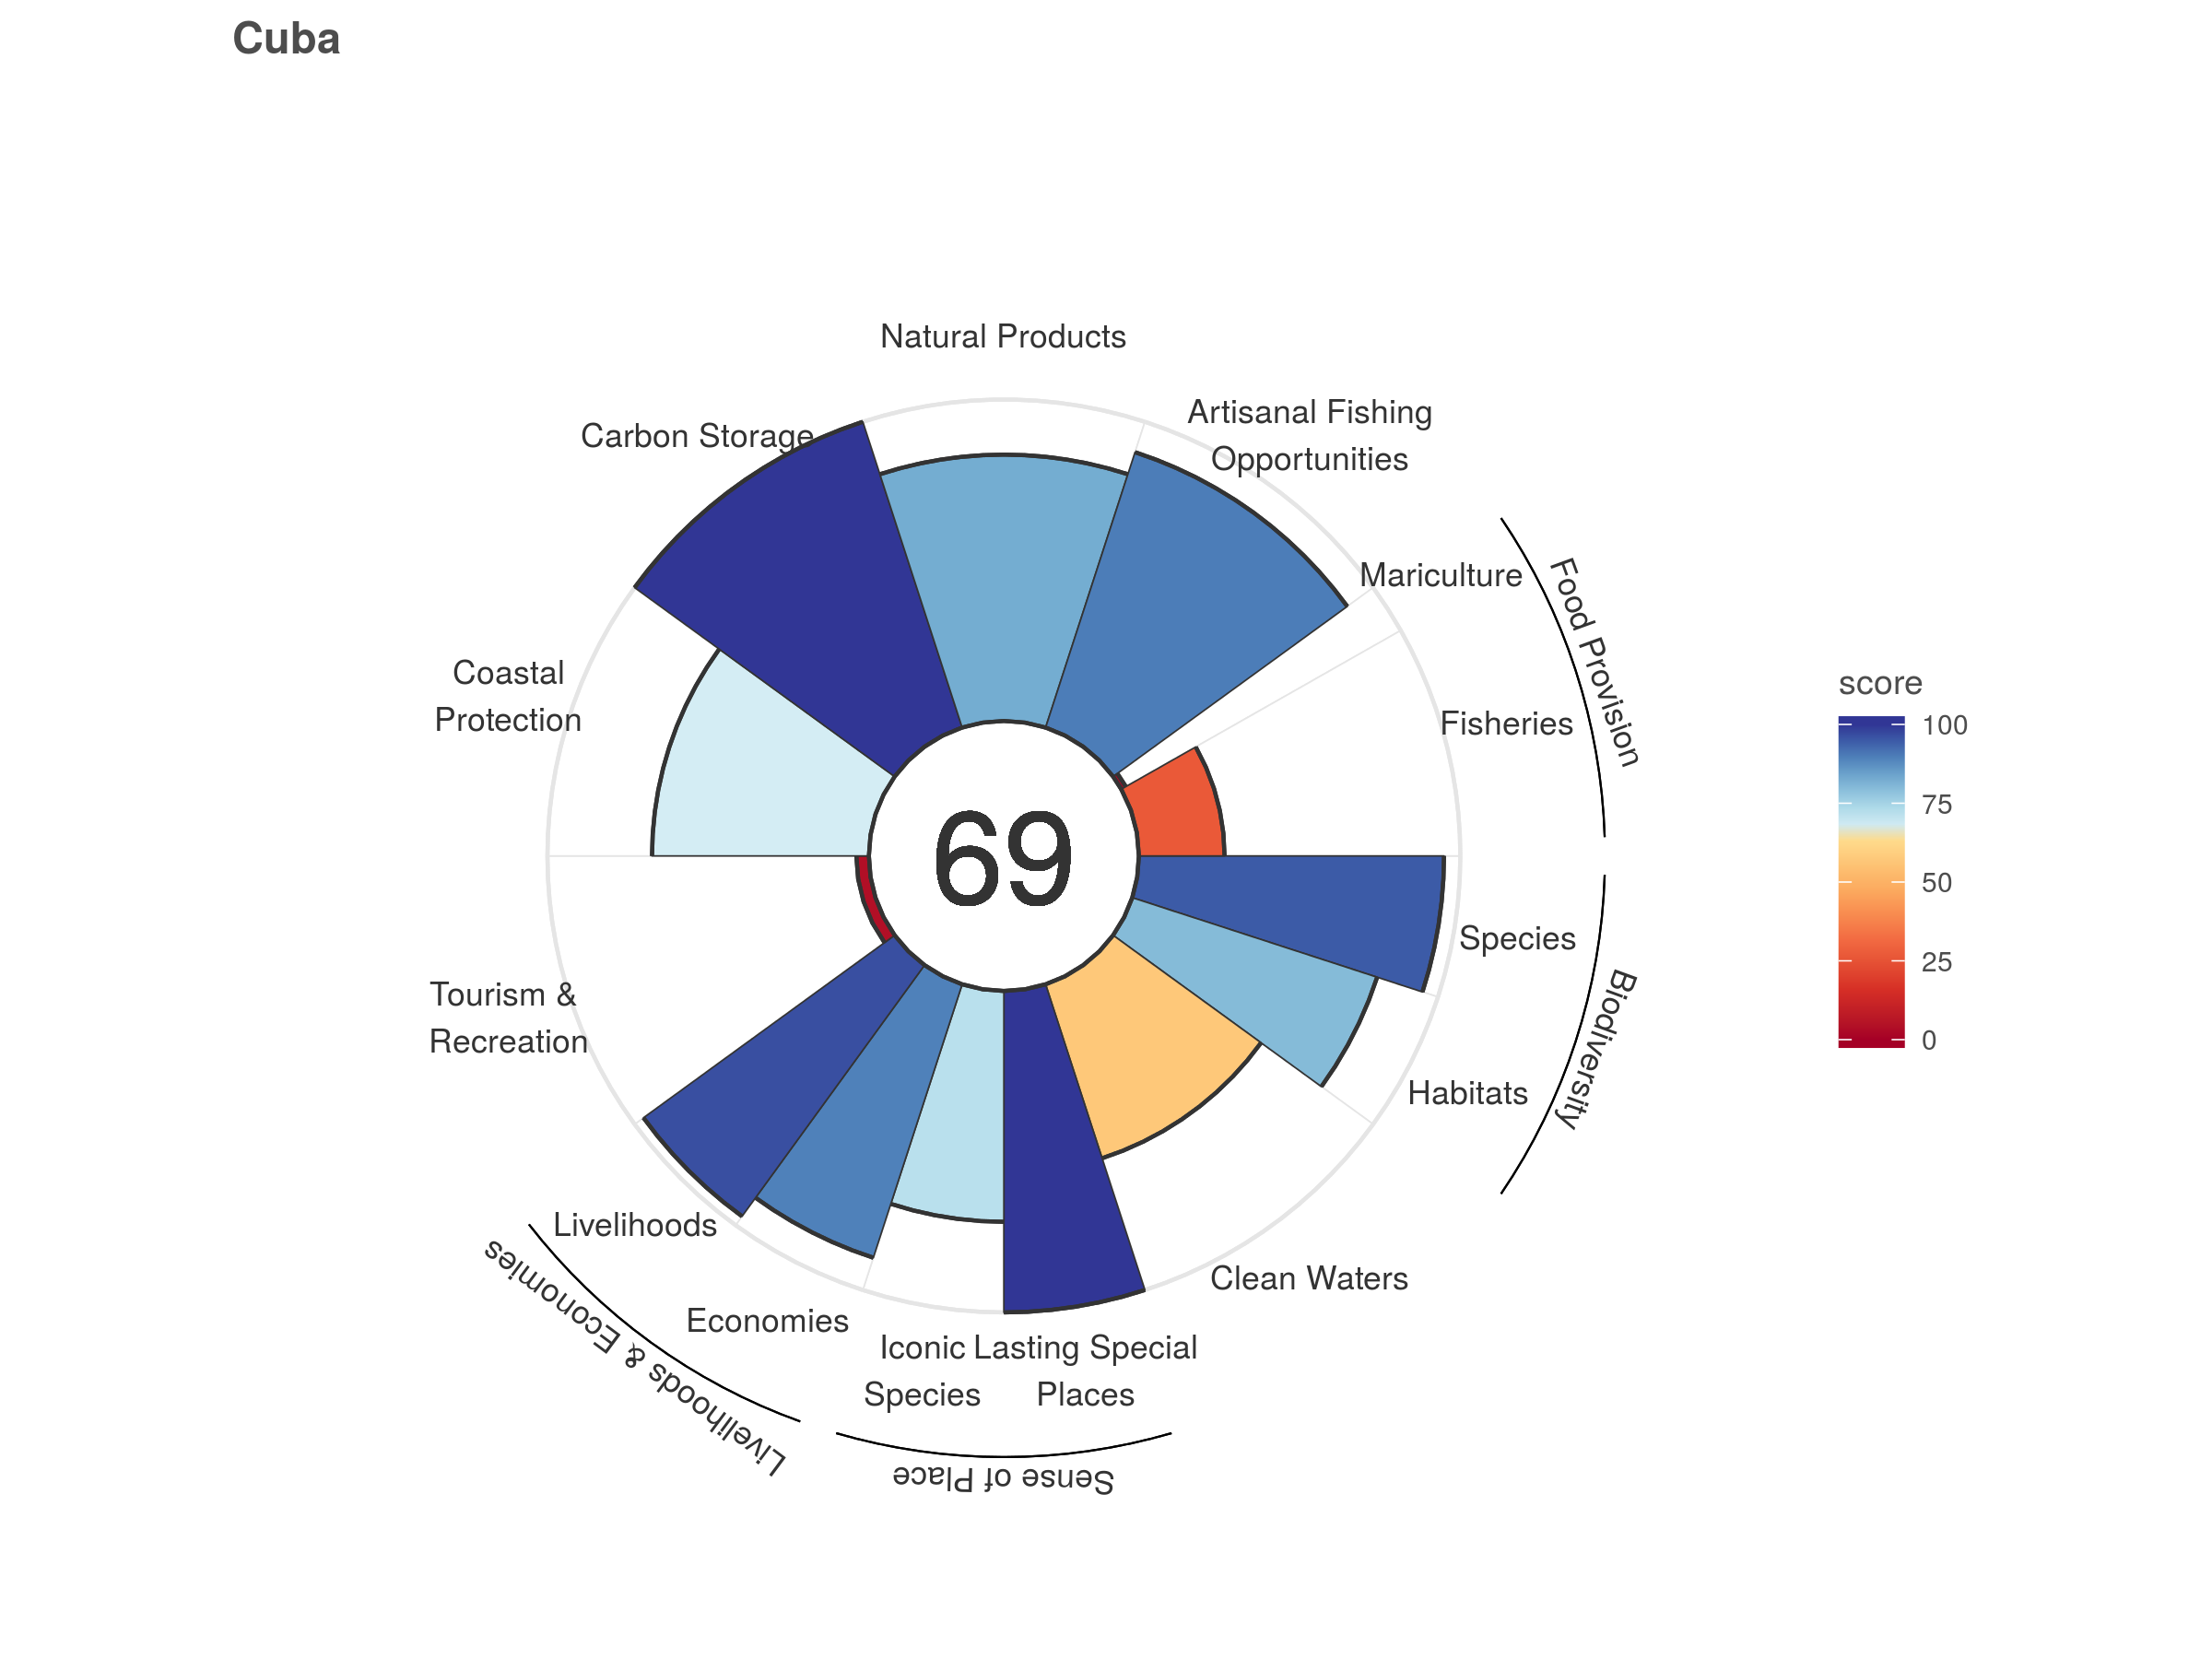 Cuba
Natural Products
Artisanal Fishing
Opportunities
Carbon Storage
Mariculture
Food Provision
Coastal
Protection
Fisheries
score
100
75
50
25
0
69
Species
Biodiversity
Tourism &
Recreation
Habitats
Livelihoods
Clean Waters
Economies
Iconic
Species
Lasting Special
Places
Livelihoods & Economies
Sense of Place